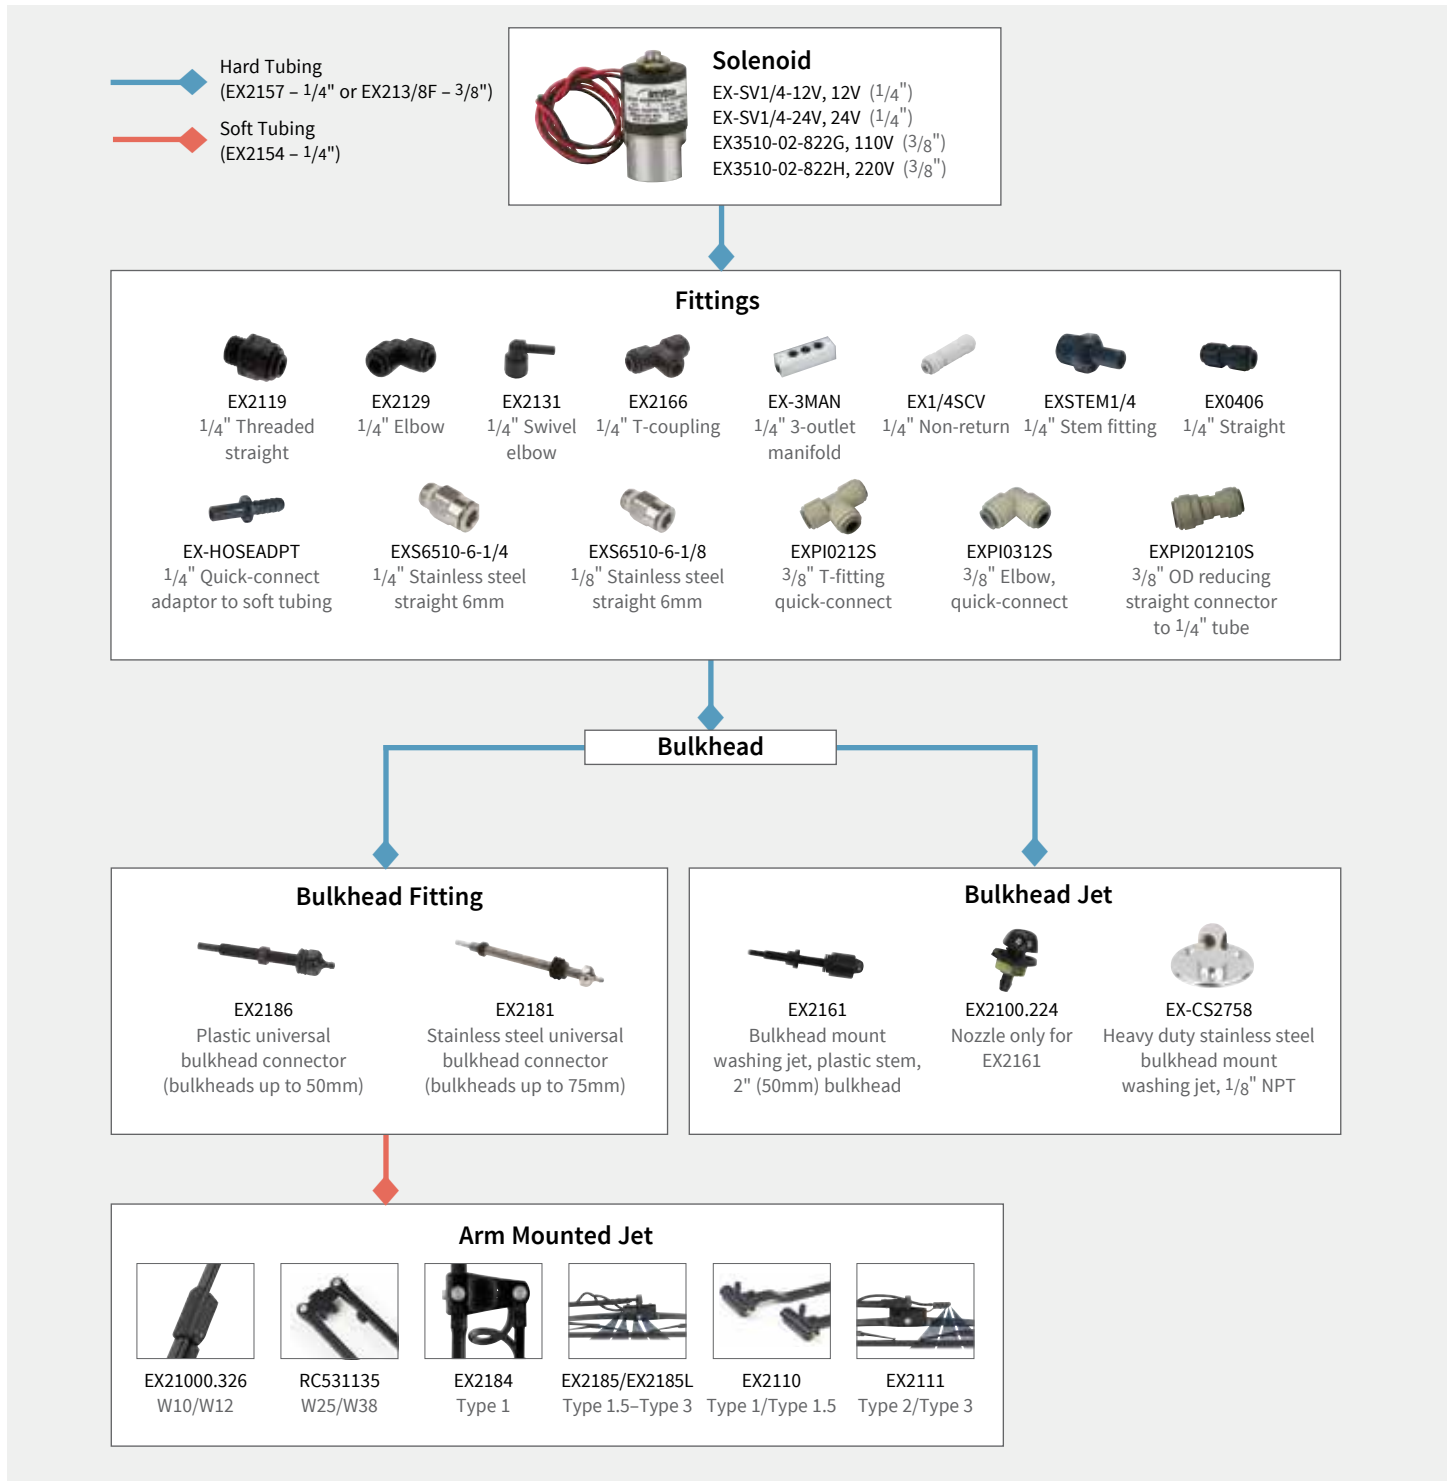 Hard Tubing
(EX2157 – 1/4" or EX213/8F – 3/8")
Soft Tubing
(EX2154 – 1/4")
Solenoid
EX-SV1/4-12V, 12V (1/4")
EX-SV1/4-24V, 24V (1/4")
EX3510-02-822G, 110V (3/8")
EX3510-02-822H, 220V (3/8")
Fittings
EX2119
1/4" Threaded
straight
EX2129
1/4" Elbow
EX2131
1/4" Swivel
elbow
EX2166
1/4" T-coupling
EX-3MAN
1/4" 3-outlet
manifold
EX1/4SCV
1/4" Non-return
EXSTEM1/4
1/4" Stem fitting
EX0406
1/4" Straight
EX-HOSEADPT
1/4" Quick-connect
adaptor to soft tubing
EXS6510-6-1/4
1/4" Stainless steel
straight 6mm
EXS6510-6-1/8
1/8" Stainless steel
straight 6mm
EXPI0212S
3/8" T-fitting
quick-connect
EXPI0312S
3/8" Elbow,
quick-connect
EXPI201210S
3/8" OD reducing
straight connector
to 1/4" tube
Bulkhead
Bulkhead Fitting
EX2186
Plastic universal
bulkhead connector
(bulkheads up to 50mm)
EX2181
Stainless steel universal
bulkhead connector
(bulkheads up to 75mm)
Bulkhead Jet
EX2161
Bulkhead mount
washing jet, plastic stem,
2" (50mm) bulkhead
EX2100.224
Nozzle only for
EX2161
EX-CS2758
Heavy duty stainless steel
bulkhead mount
washing jet, 1/8" NPT
Arm Mounted Jet
EX21000.326
W10/W12
RC531135
W25/W38
EX2184
Type 1
EX2185/EX2185L
Type 1.5–Type 3
EX2110
Type 1/Type 1.5
EX2111
Type 2/Type 3